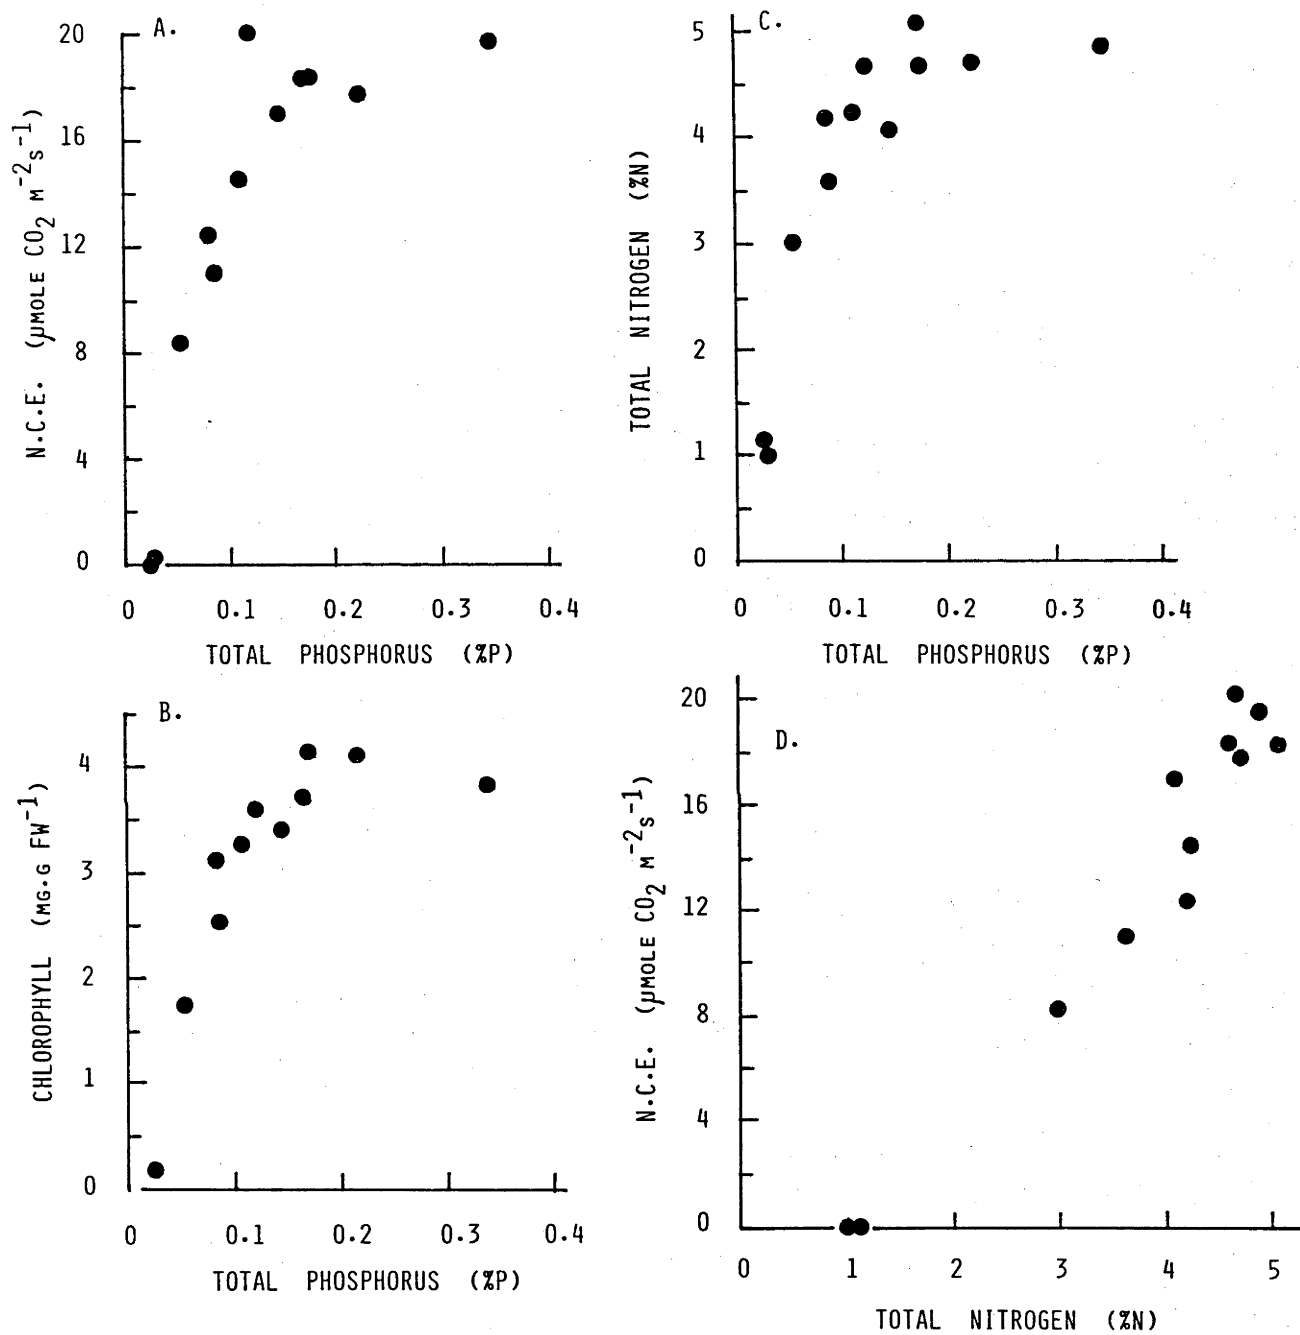 A.
20
16
12
8
4
0
N.C.E. (μMOLE CO2 M-2s-1)
0 0.1 0.2 0.3 0.4
TOTAL PHOSPHORUS (%P)
C.
5
4
3
2
1
0
TOTAL NITROGEN (%N)
0 0.1 0.2 0.3 0.4
TOTAL PHOSPHORUS (%P)
B.
4
3
2
1
0
CHLOROPHYLL (MG.G FW-1)
0 0.1 0.2 0.3 0.4
TOTAL PHOSPHORUS (%P)
D.
20
16
12
8
4
0
N.C.E. (μMOLE CO2 M-2s-1)
0 1 2 3 4 5
TOTAL NITROGEN (%N)